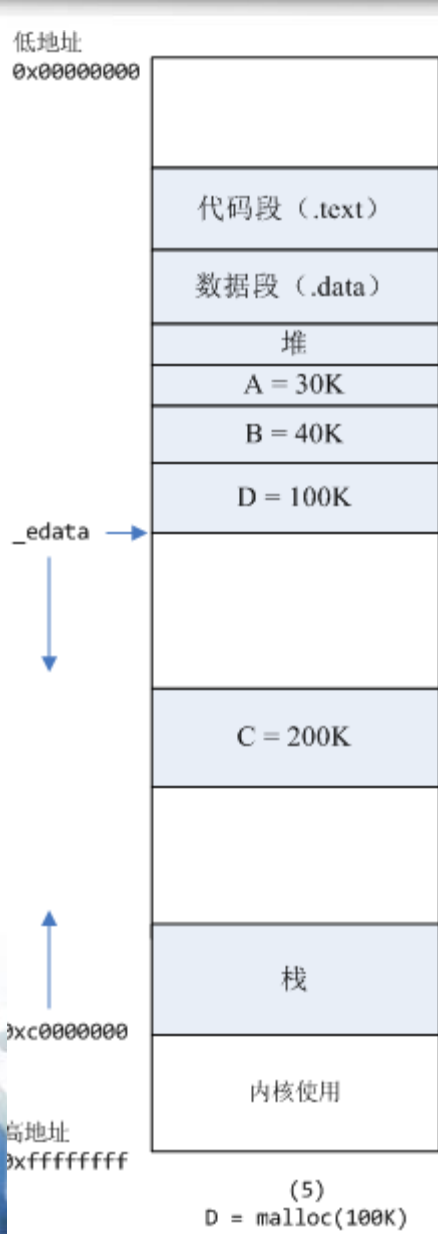 低地址
0x00000000
代码段（.text）
数据段（.data）
堆
A = 30K
B = 40K
D = 100K
_edata
C = 200K
栈
0xc0000000
内核使用
高地址
0xffffffff
(5)
D = malloc(100K)